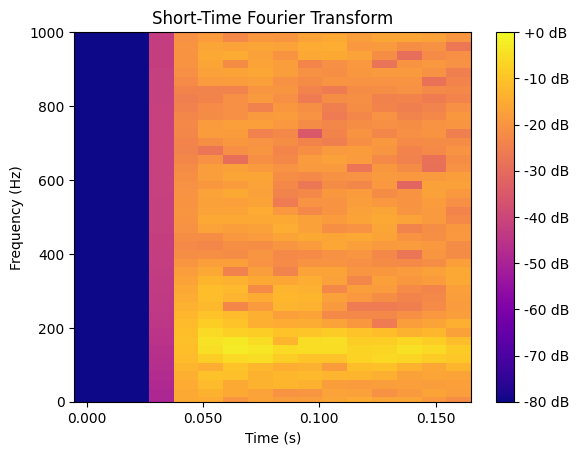 Short-Time Fourier Transform
1000
800
600
400
200
0
Frequency (Hz)
0.000
0.050
0.100
0.150
Time (s)
+0 dB
-10 dB
-20 dB
-30 dB
-40 dB
-50 dB
-60 dB
-70 dB
-80 dB